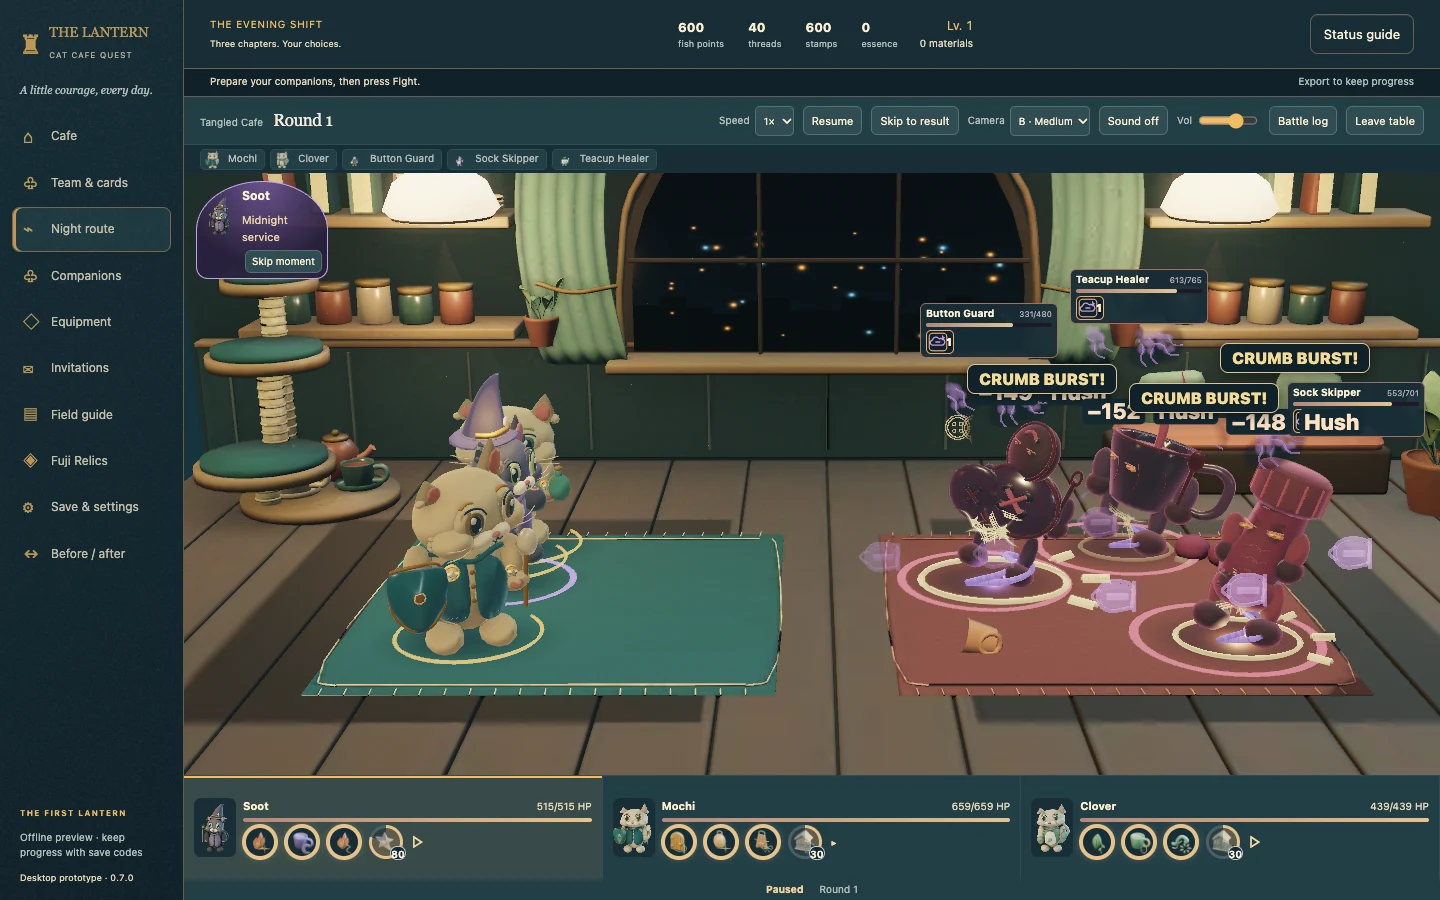 THE LANTERN
CAT CAFE QUEST
A little courage, every day.
Cafe
Team & cards
Night route
Companions
Equipment
Invitations
Field guide
Fuji Relics
Save & settings
Before / after
THE FIRST LANTERN
Offline preview · keep
progress with save codes
Desktop prototype · 0.7.0
THE EVENING SHIFT
Three chapters. Your choices.
600
fish points
40
threads
600
stamps
0
essence
Lv. 1
0 materials
Status guide
Prepare your companions, then press Fight.
Export to keep progress
Tangled Cafe Round 1
Speed 1x Resume Skip to result Camera B · Medium Sound off Vol Battle log Leave table
Mochi Clover Button Guard Sock Skipper Teacup Healer
Soot
Midnight
service
Skip moment
Teacup Healer 613/765
1
Button Guard 331/480
1
CRUMB BURST!
CRUMB BURST!
CRUMB BURST!
Sock Skipper 553/701
−149 Hush
−152 Hush
−148 Hush
Soot 515/515 HP
80
Mochi 659/659 HP
30
Clover 439/439 HP
30
Paused Round 1